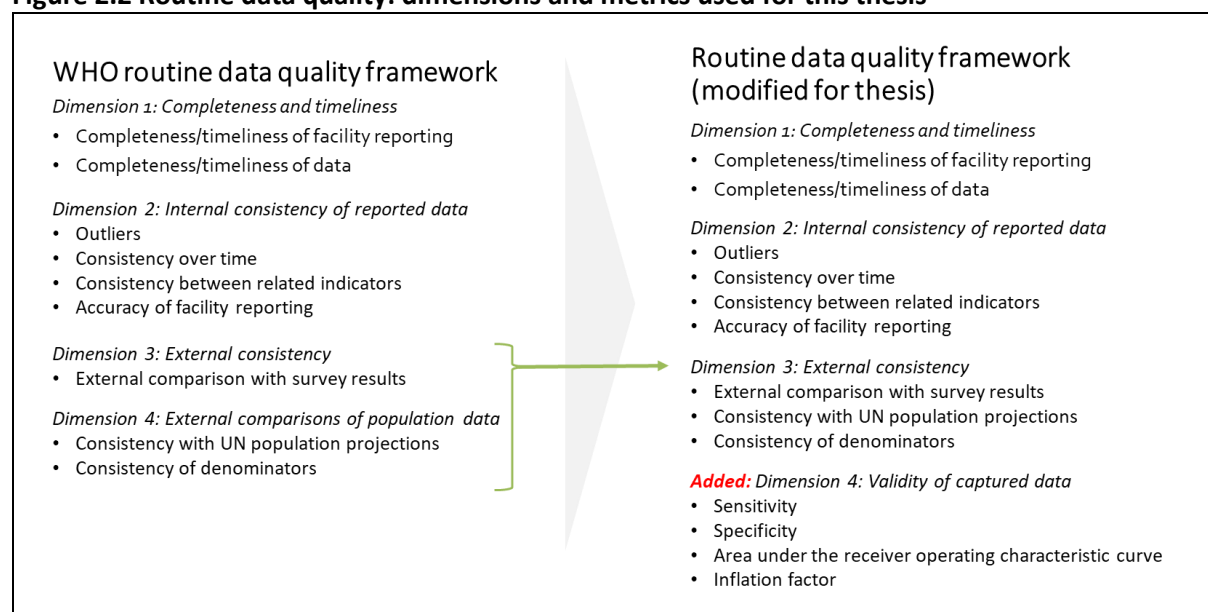 Figure 2.2 Routine data quality: dimensions and metrics used for this thesis
WHO routine data quality framework
Dimension 1: Completeness and timeliness
• Completeness/timeliness of facility reporting
• Completeness/timeliness of data
Dimension 2: Internal consistency of reported data
• Outliers
• Consistency over time
• Consistency between related indicators
• Accuracy of facility reporting
Dimension 3: External consistency
• External comparison with survey results
Dimension 4: External comparisons of population data
• Consistency with UN population projections
• Consistency of denominators
Routine data quality framework
(modified for thesis)
Dimension 1: Completeness and timeliness
• Completeness/timeliness of facility reporting
• Completeness/timeliness of data
Dimension 2: Internal consistency of reported data
• Outliers
• Consistency over time
• Consistency between related indicators
• Accuracy of facility reporting
Dimension 3: External consistency
• External comparison with survey results
• Consistency with UN population projections
• Consistency of denominators
Added: Dimension 4: Validity of captured data
• Sensitivity
• Specificity
• Area under the receiver operating characteristic curve
• Inflation factor